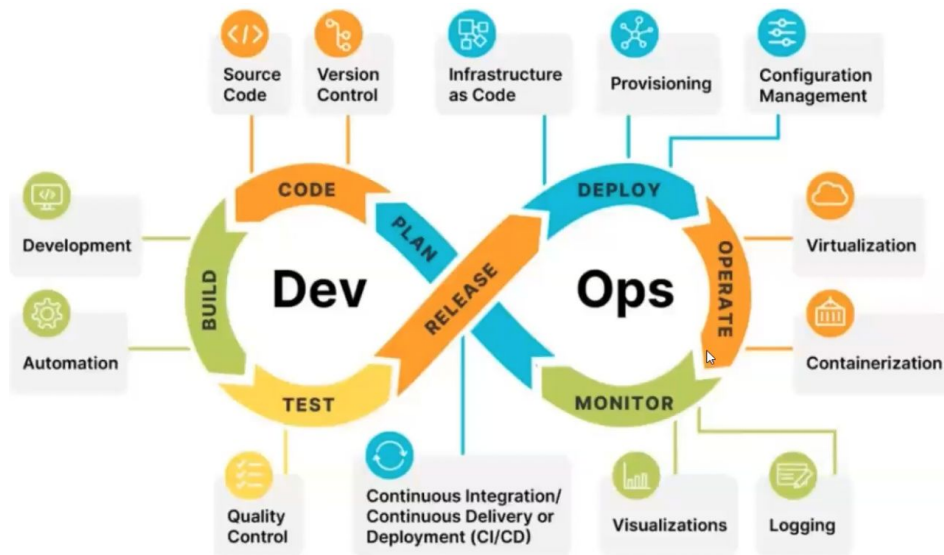 Source
Code
Version
Control
Infrastructure
as Code
Provisioning
Configuration
Management
CODE
PLAN
DEPLOY
Development
BUILD
Dev
RELEASE
Ops
OPERATE
Virtualization
Automation
Containerization
TEST
MONITOR
Quality
Control
Continuous Integration/
Continuous Delivery or
Deployment (CI/CD)
Visualizations
Logging